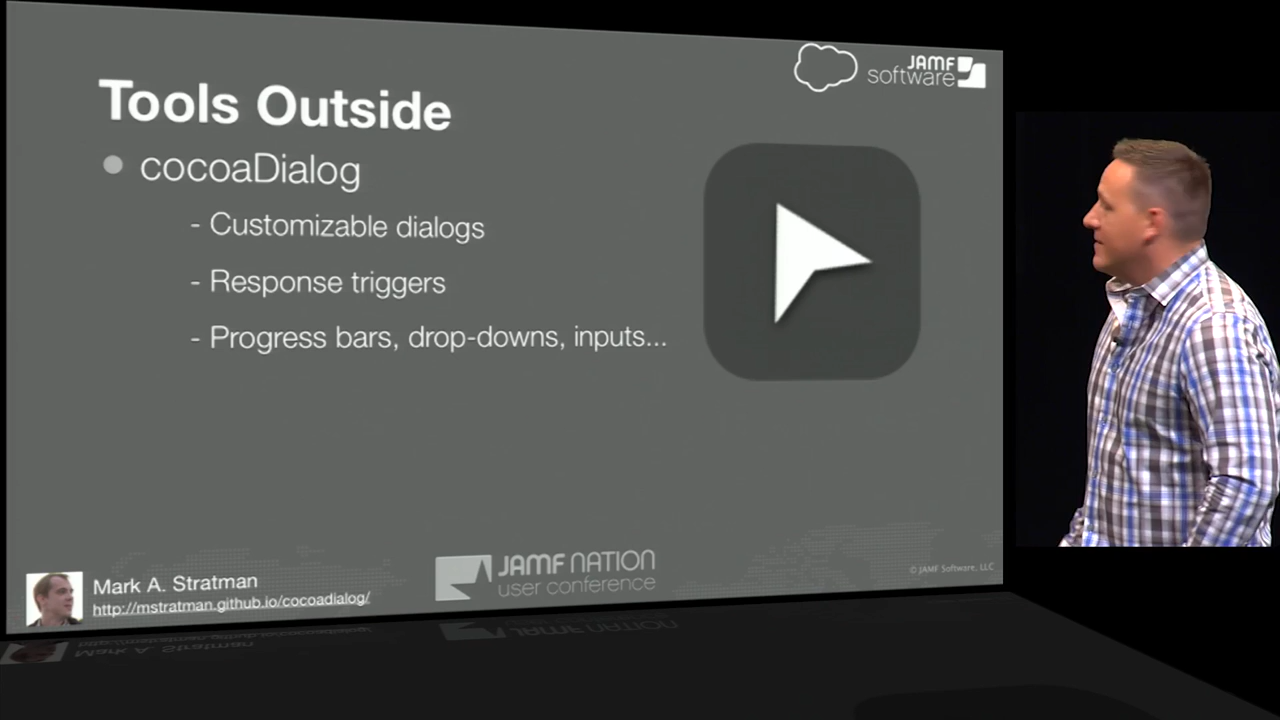 JAMF
software
Tools Outside
cocoaDialog
- Customizable dialogs
- Response triggers
- Progress bars, drop-downs, inputs...
Mark A. Stratman
http://mstratman.github.io/cocoadialog/
JAMF NATION
user conference
© JAMF Software, LLC